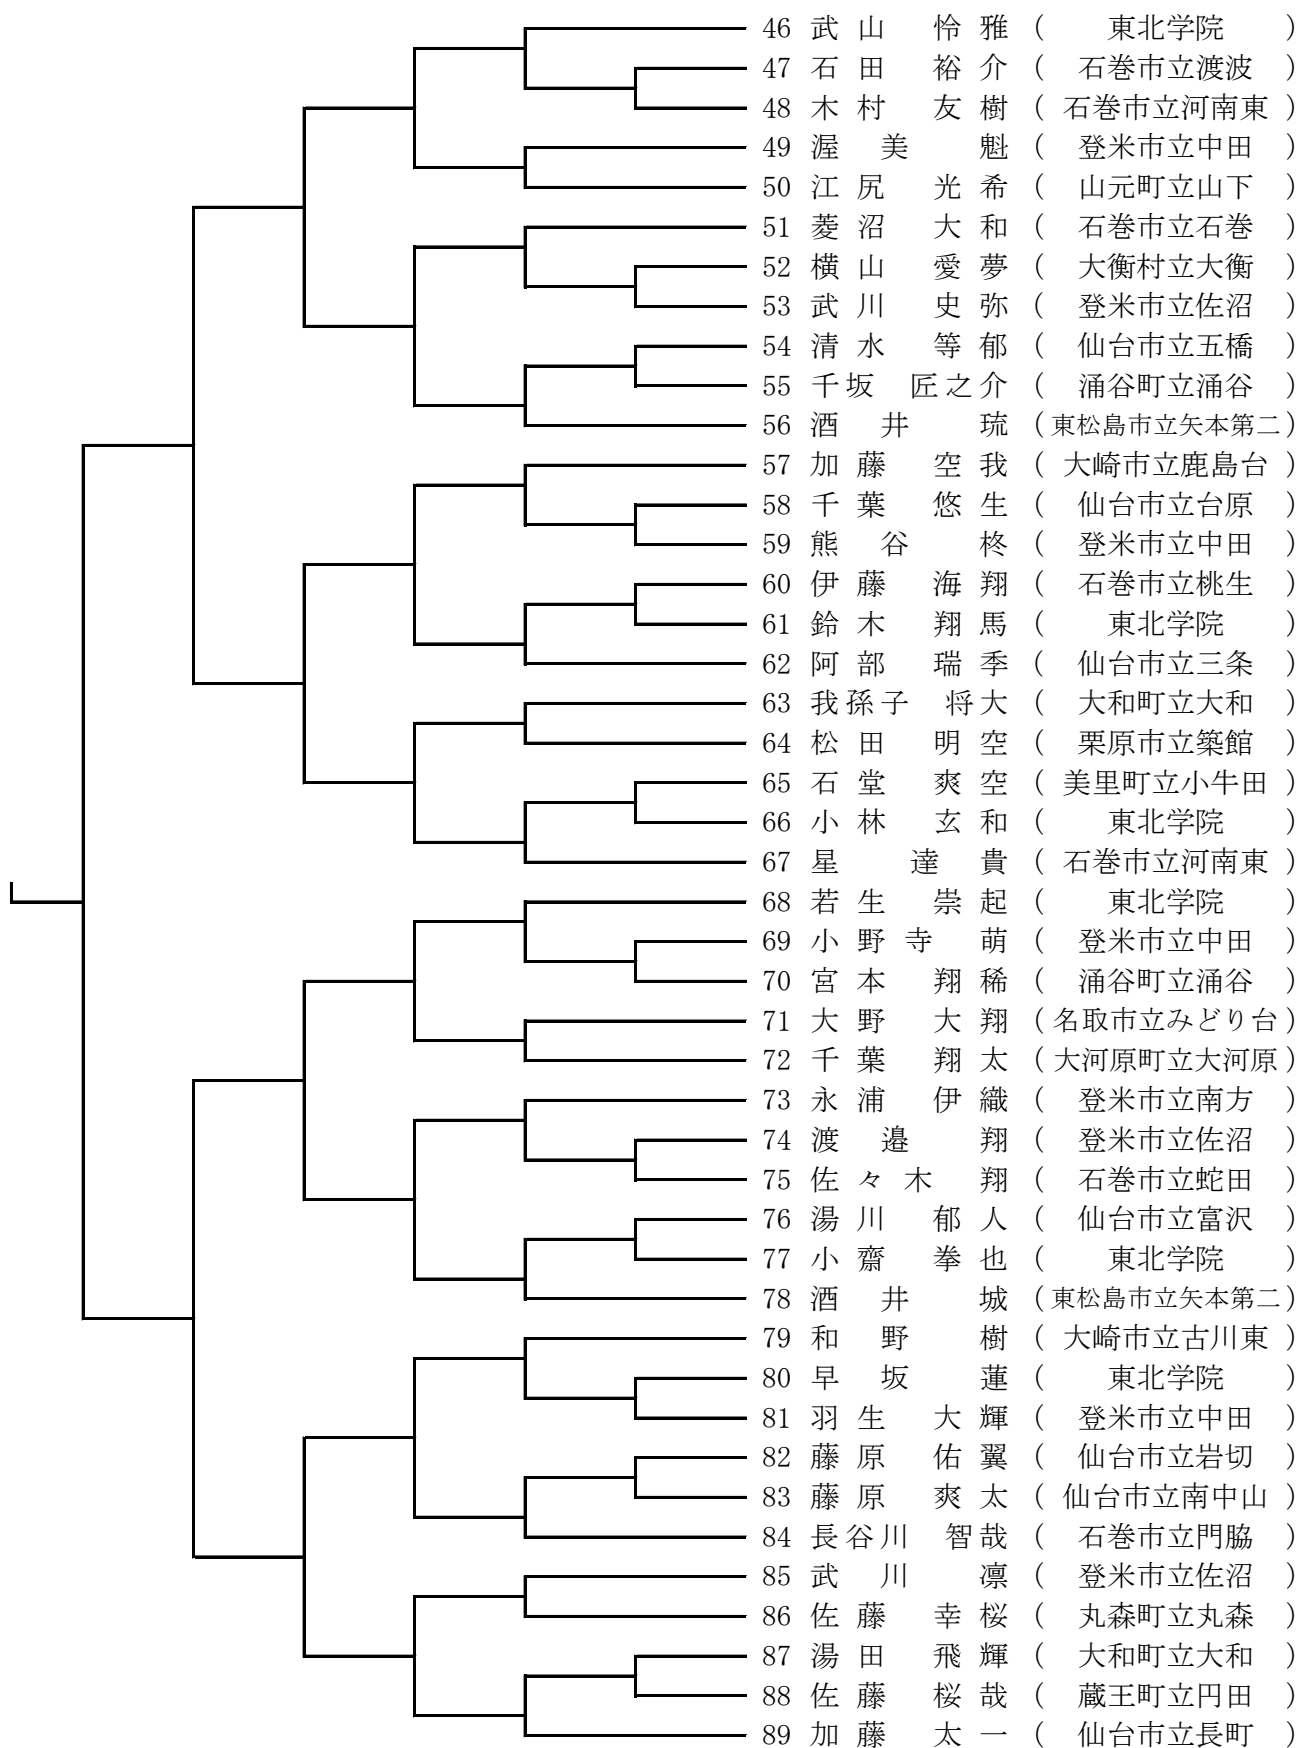 46 武山 怜雅 ( 東北学院 )
47 石田 裕介 ( 石巻市立渡波 )
48 木村 友樹 ( 石巻市立河南東 )
49 渥美 魁 ( 登米市立中田 )
50 江尻 光希 ( 山元町立山下 )
51 菱沼 大和 ( 石巻市立石巻 )
52 横山 愛夢 ( 大衡村立大衡 )
53 武川 史弥 ( 登米市立佐沼 )
54 清水 等郁 ( 仙台市立五橋 )
55 千坂 匠之介 ( 涌谷町立涌谷 )
56 酒井 琉 ( 東松島市立矢本第二 )
57 加藤 空我 ( 大崎市立鹿島台 )
58 千葉 悠生 ( 仙台市立台原 )
59 熊谷 柊 ( 登米市立中田 )
60 伊藤 海翔 ( 石巻市立桃生 )
61 鈴木 翔馬 ( 東北学院 )
62 阿部 瑞季 ( 仙台市立三条 )
63 我孫子 将大 ( 大和町立大和 )
64 松田 明空 ( 栗原市立築館 )
65 石堂 爽空 ( 美里町立小牛田 )
66 小林 玄和 ( 東北学院 )
67 星 達貴 ( 石巻市立河南東 )
68 若生 崇起 ( 東北学院 )
69 小野寺 萌 ( 登米市立中田 )
70 宮本 翔稀 ( 涌谷町立涌谷 )
71 大野 大翔 ( 名取市立みどり台 )
72 千葉 翔太 ( 大河原町立大河原 )
73 永浦 伊織 ( 登米市立南方 )
74 渡邉 翔 ( 登米市立佐沼 )
75 佐々木 翔 ( 石巻市立蛇田 )
76 湯川 郁人 ( 仙台市立富沢 )
77 小齋 拳也 ( 東北学院 )
78 酒井 城 ( 東松島市立矢本第二 )
79 和野 樹 ( 大崎市立古川東 )
80 早坂 蓮 ( 東北学院 )
81 羽生 大輝 ( 登米市立中田 )
82 藤原 佑翼 ( 仙台市立岩切 )
83 藤原 爽太 ( 仙台市立南中山 )
84 長谷川 智哉 ( 石巻市立門脇 )
85 武川 凛 ( 登米市立佐沼 )
86 佐藤 幸桜 ( 丸森町立丸森 )
87 湯田 飛輝 ( 大和町立大和 )
88 佐藤 桜哉 ( 蔵王町立円田 )
89 加藤 太一 ( 仙台市立長町 )